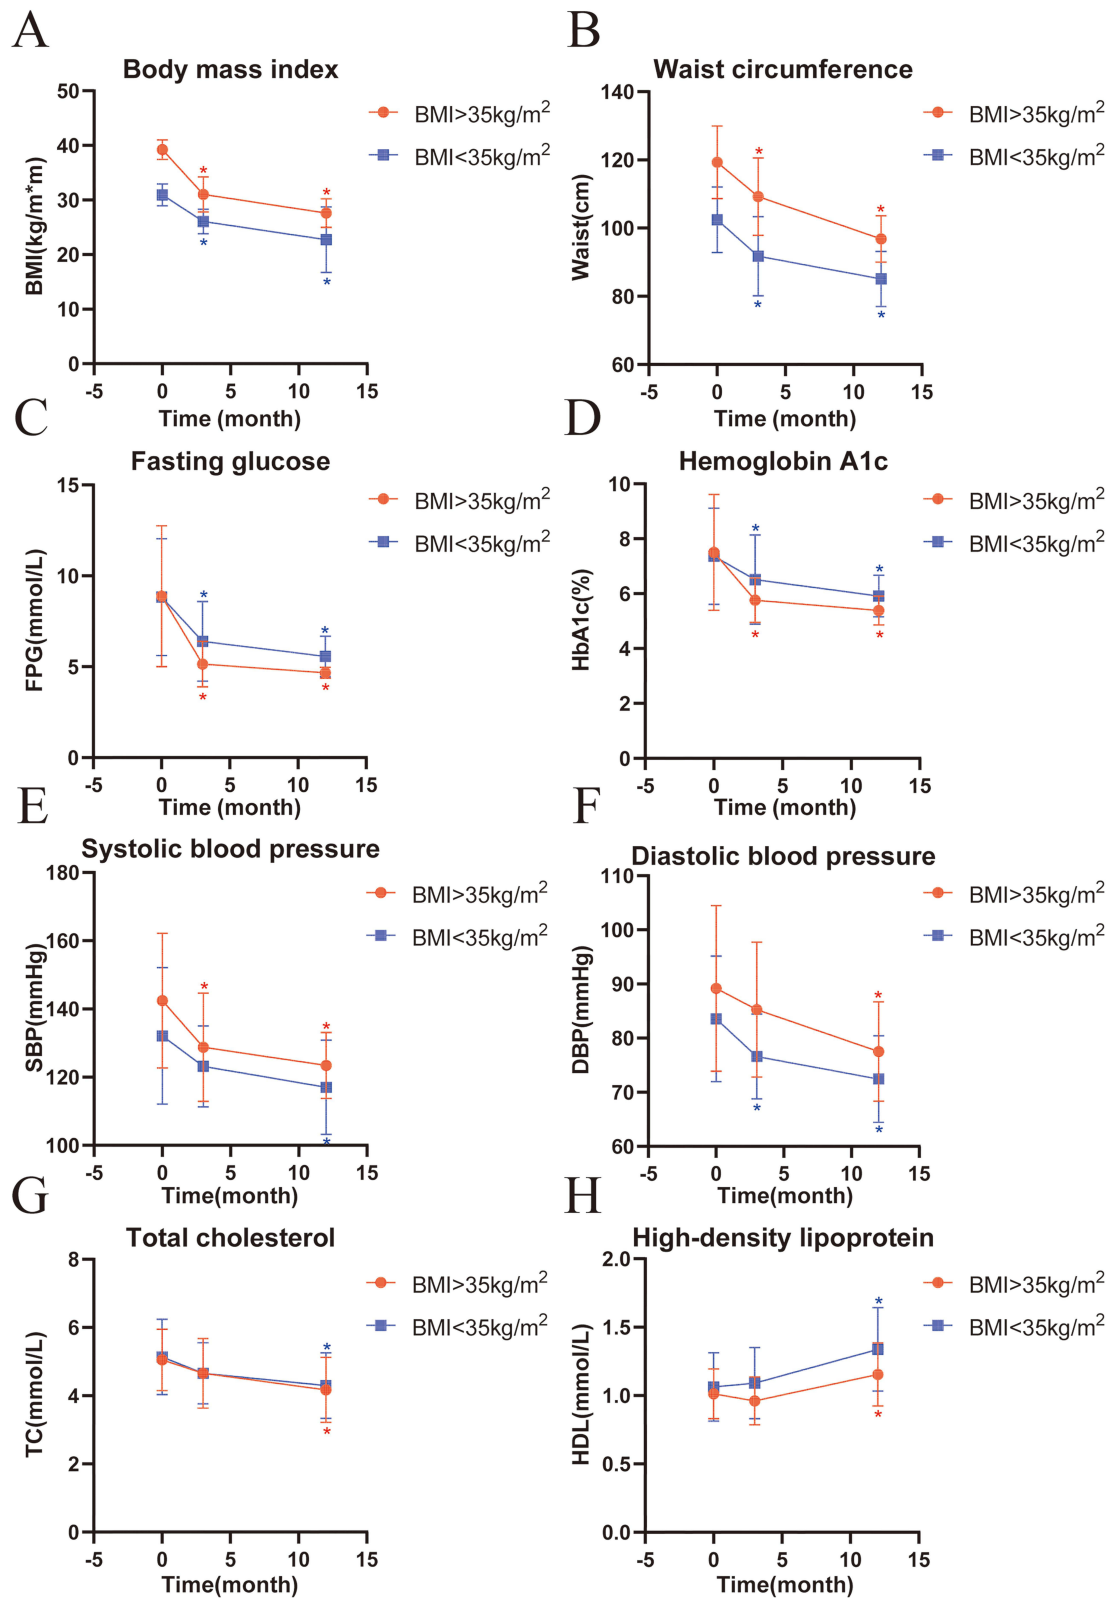 A
Body mass index
BMI(kg/m*m)
50
40
30
20
10
0
-5 0 5 10 15
Time (month)
BMI>35kg/m2
BMI<35kg/m2
* *
* *
B
Waist circumference
Waist(cm)
140
120
100
80
60
-5 0 5 10 15
Time (month)
BMI>35kg/m2
BMI<35kg/m2
* *
* *
C
Fasting glucose
FPG(mmol/L)
15
10
5
0
-5 0 5 10 15
Time (month)
BMI>35kg/m2
BMI<35kg/m2
* *
* *
D
Hemoglobin A1c
HbA1c(%)
10
8
6
4
2
0
-5 0 5 10 15
Time (month)
BMI>35kg/m2
BMI<35kg/m2
* *
* *
E
Systolic blood pressure
SBP(mmHg)
180
160
140
120
100
-5 0 5 10 15
Time(month)
BMI>35kg/m2
BMI<35kg/m2
* *
*
F
Diastolic blood pressure
DBP(mmHg)
110
100
90
80
70
60
-5 0 5 10 15
Time(month)
BMI>35kg/m2
BMI<35kg/m2
*
* *
G
Total cholesterol
TC(mmol/L)
8
6
4
2
0
-5 0 5 10 15
Time(month)
BMI>35kg/m2
BMI<35kg/m2
*
*
H
High-density lipoprotein
HDL(mmol/L)
2.0
1.5
1.0
0.5
0.0
-5 0 5 10 15
Time(month)
BMI>35kg/m2
BMI<35kg/m2
*
*